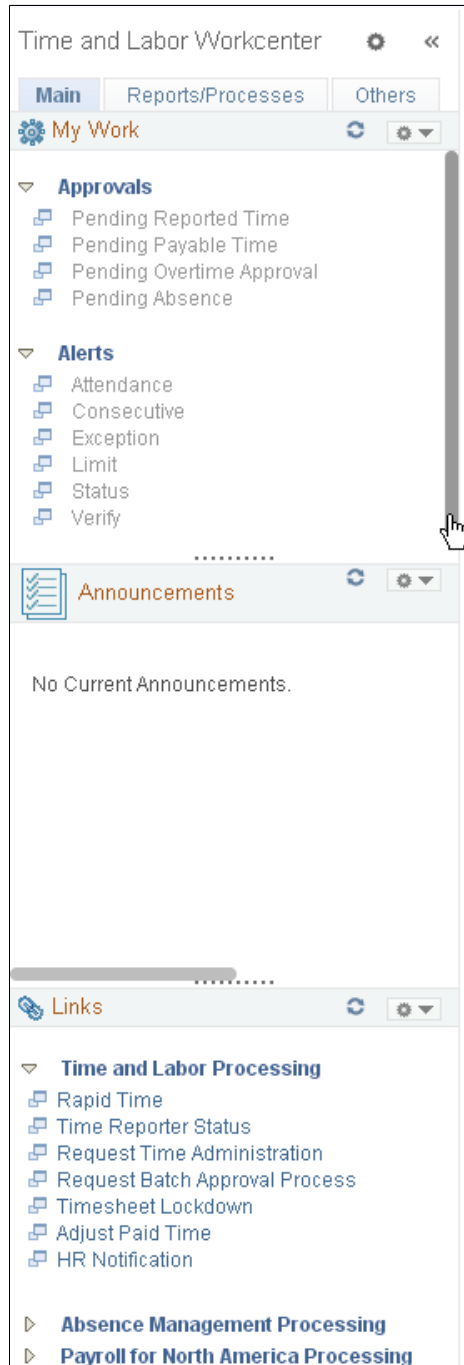 Time and Labor Workcenter
Main Reports/Processes Others
My Work
Approvals
Pending Reported Time
Pending Payable Time
Pending Overtime Approval
Pending Absence
Alerts
Attendance
Consecutive
Exception
Limit
Status
Verify
Announcements
No Current Announcements.
Links
Time and Labor Processing
Rapid Time
Time Reporter Status
Request Time Administration
Request Batch Approval Process
Timesheet Lockdown
Adjust Paid Time
HR Notification
Absence Management Processing
Payroll for North America Processing